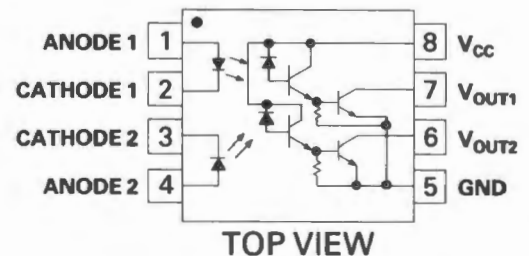 ANODE 1 1 8 VCC
CATHODE 1 2 7 VOUT1
CATHODE 2 3 6 VOUT2
ANODE 2 4 5 GND
TOP VIEW